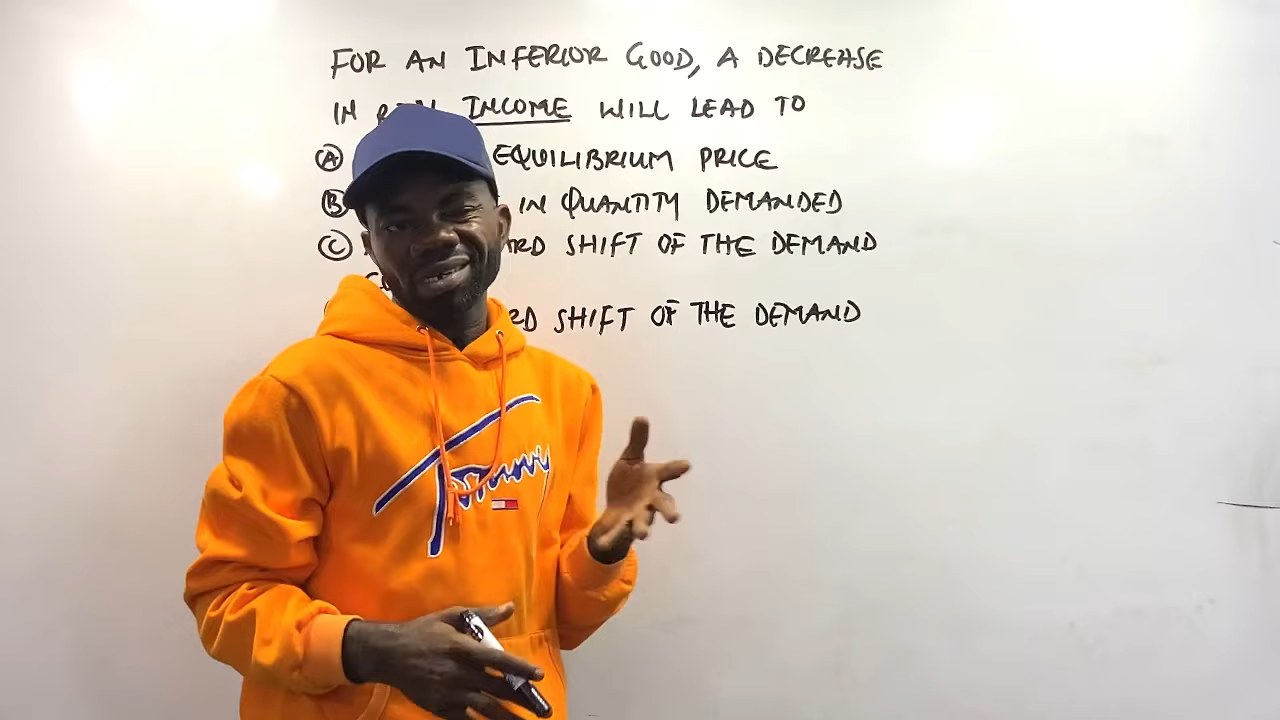 FOR AN INFERIOR GOOD, A DECREASE
IN INCOME WILL LEAD TO
A EQUILIBRIUM PRICE
B IN QUANTITY DEMANDED
C SHIFT OF THE DEMAND
SHIFT OF THE DEMAND
Tommy